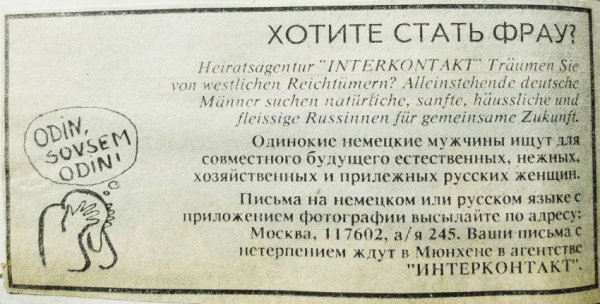 ХОТИТЕ СТАТЬ ФРАУ?
Heiratsagentur "INTERKONTAKT" Träumen Sie
von westlichen Reichtümern? Alleinstehende deutsche
Männer suchen natürliche, sanfte, häussliche und
fleissige Russinnen für gemeinsame Zukunft.
Одинокие немецкие мужчины ищут для
совместного будущего естественных, нежных,
хозяйственных и прилежных русских женщин.
Письма на немецком или русском языке с
приложением фотографии высылайте по адресу:
Москва, 117602, а/я 245. Ваши письма с
нетерпением ждут в Мюнхене в агентстве
"ИНТЕРКОНТАКТ".
ODIN,
SOVSEM
ODIN!